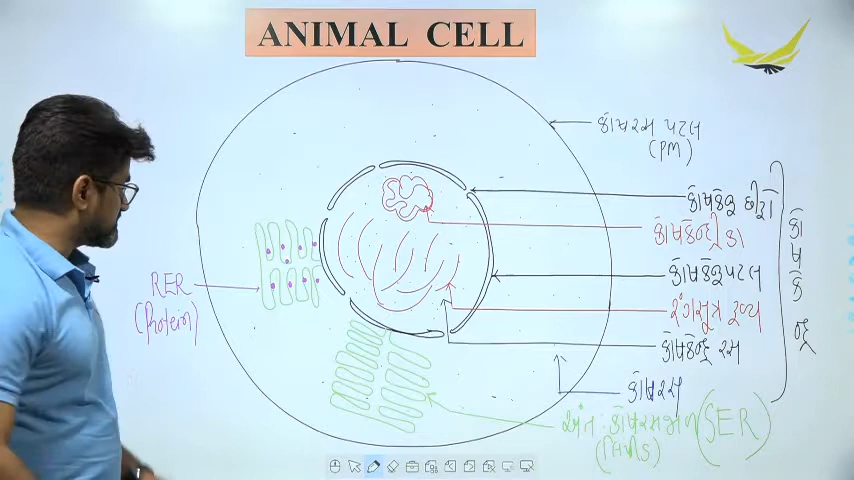 ANIMAL CELL
કોષરસ પટલ
(PM)
કોષકેન્દ્ર છીદ્રો
કોષકેન્દ્રીકા
કોષકેન્દ્રપટલ
રંગસૂત્ર દ્રવ્ય
કોષકેન્દ્ર રસ
કોષરસ
અંતઃકોષરસજાળ (SER)
(લિપીડ)
RER
(Protein)
કોષકેન્દ્ર